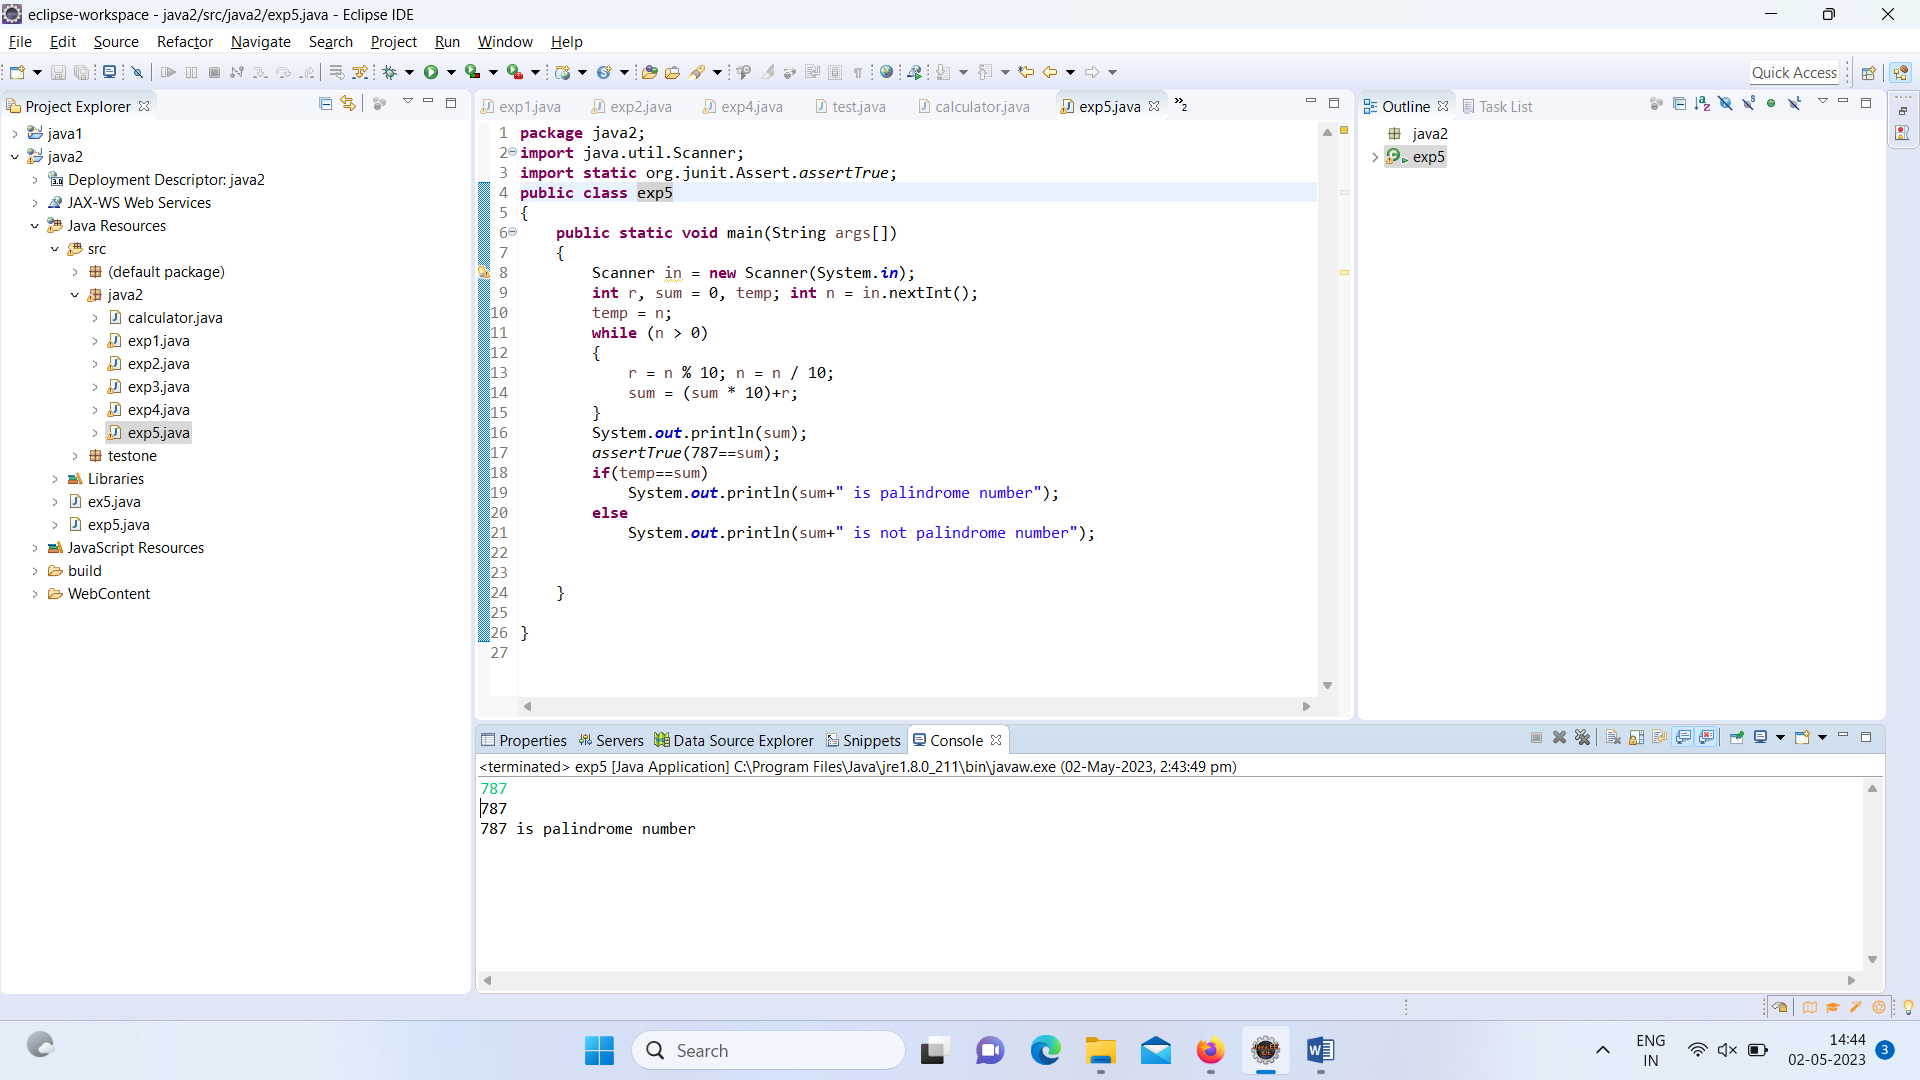 eclipse-workspace - java2/src/java2/exp5.java - Eclipse IDE
File Edit Source Refactor Navigate Search Project Run Window Help
Quick Access
Project Explorer
java1
java2
Deployment Descriptor: java2
JAX-WS Web Services
Java Resources
src
(default package)
java2
calculator.java
exp1.java
exp2.java
exp3.java
exp4.java
exp5.java
testone
Libraries
ex5.java
exp5.java
JavaScript Resources
build
WebContent
exp1.java exp2.java exp4.java test.java calculator.java exp5.java »2
1 package java2;
2 import java.util.Scanner;
3 import static org.junit.Assert.assertTrue;
4 public class exp5
5 {
6 public static void main(String args[])
7 {
8 Scanner in = new Scanner(System.in);
9 int r, sum = 0, temp; int n = in.nextInt();
10 temp = n;
11 while (n > 0)
12 {
13 r = n % 10; n = n / 10;
14 sum = (sum * 10)+r;
15 }
16 System.out.println(sum);
17 assertTrue(787==sum);
18 if(temp==sum)
19 System.out.println(sum+" is palindrome number");
20 else
21 System.out.println(sum+" is not palindrome number");
22
23
24 }
25
26 }
27
Outline Task List
java2
exp5
Properties Servers Data Source Explorer Snippets Console
<terminated> exp5 [Java Application] C:\Program Files\Java\jre1.8.0_211\bin\javaw.exe (02-May-2023, 2:43:49 pm)
787
787
787 is palindrome number
Search
ENG
IN
14:44
02-05-2023
3